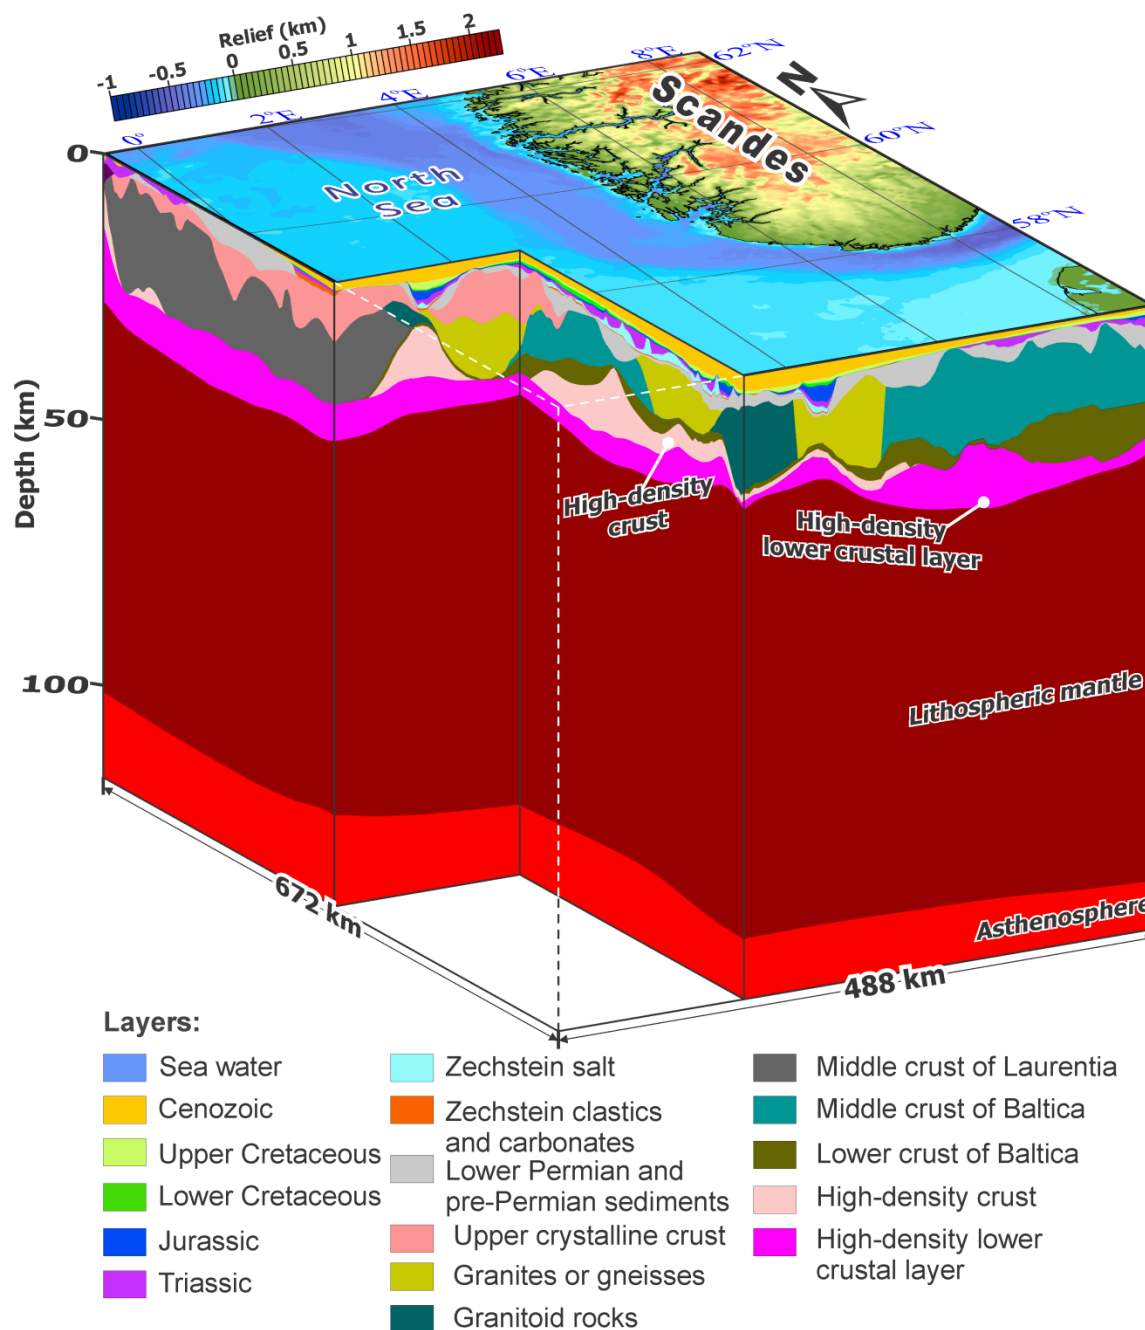 Relief (km)
-1
-0.5
0
0.5
1
1.5
2
0°
2°E
4°E
6°E
8°E
62°N
60°N
58°N
N
Scandes
North
Sea
0
50
100
Depth (km)
High-density
crust
High-density
lower crustal layer
Lithospheric mantle
Asthenosphere
672 km
488 km
Layers:
Sea water
Cenozoic
Upper Cretaceous
Lower Cretaceous
Jurassic
Triassic
Zechstein salt
Zechstein clastics
and carbonates
Lower Permian and
pre-Permian sediments
Upper crystalline crust
Granites or gneisses
Granitoid rocks
Middle crust of Laurentia
Middle crust of Baltica
Lower crust of Baltica
High-density crust
High-density lower
crustal layer